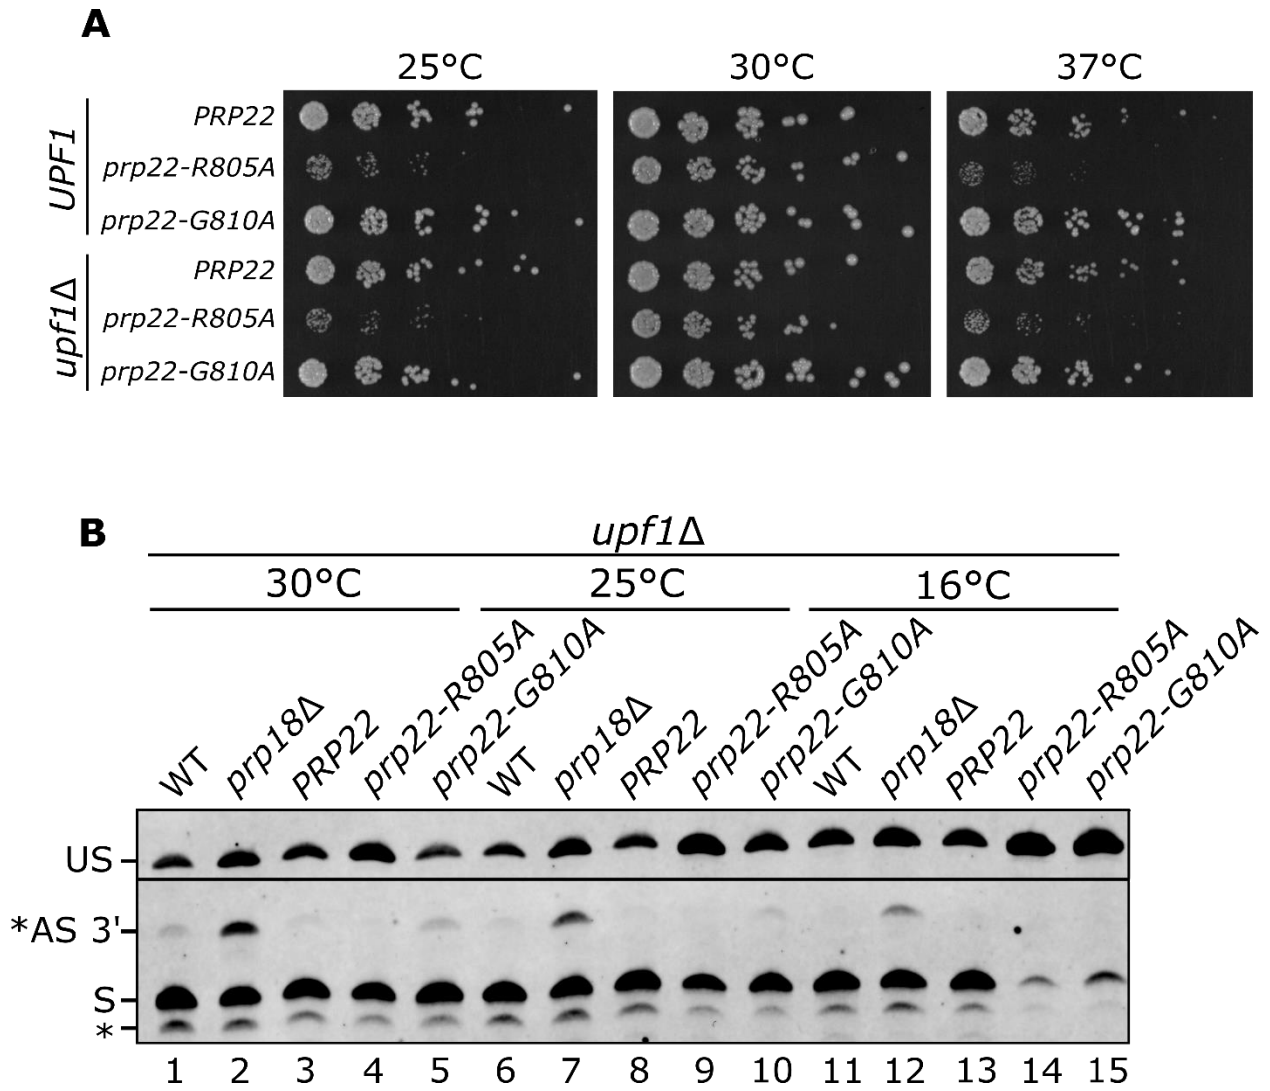 A
25°C 30°C 37°C
UPF1
PRP22
prp22-R805A
prp22-G810A
upf1Δ
PRP22
prp22-R805A
prp22-G810A
B
upf1Δ
30°C 25°C 16°C
WT prp18Δ PRP22 prp22-R805A prp22-G810A WT prp18Δ PRP22 prp22-R805A prp22-G810A WT prp18Δ PRP22 prp22-R805A prp22-G810A
US
*AS 3'
S
*
1 2 3 4 5 6 7 8 9 10 11 12 13 14 15